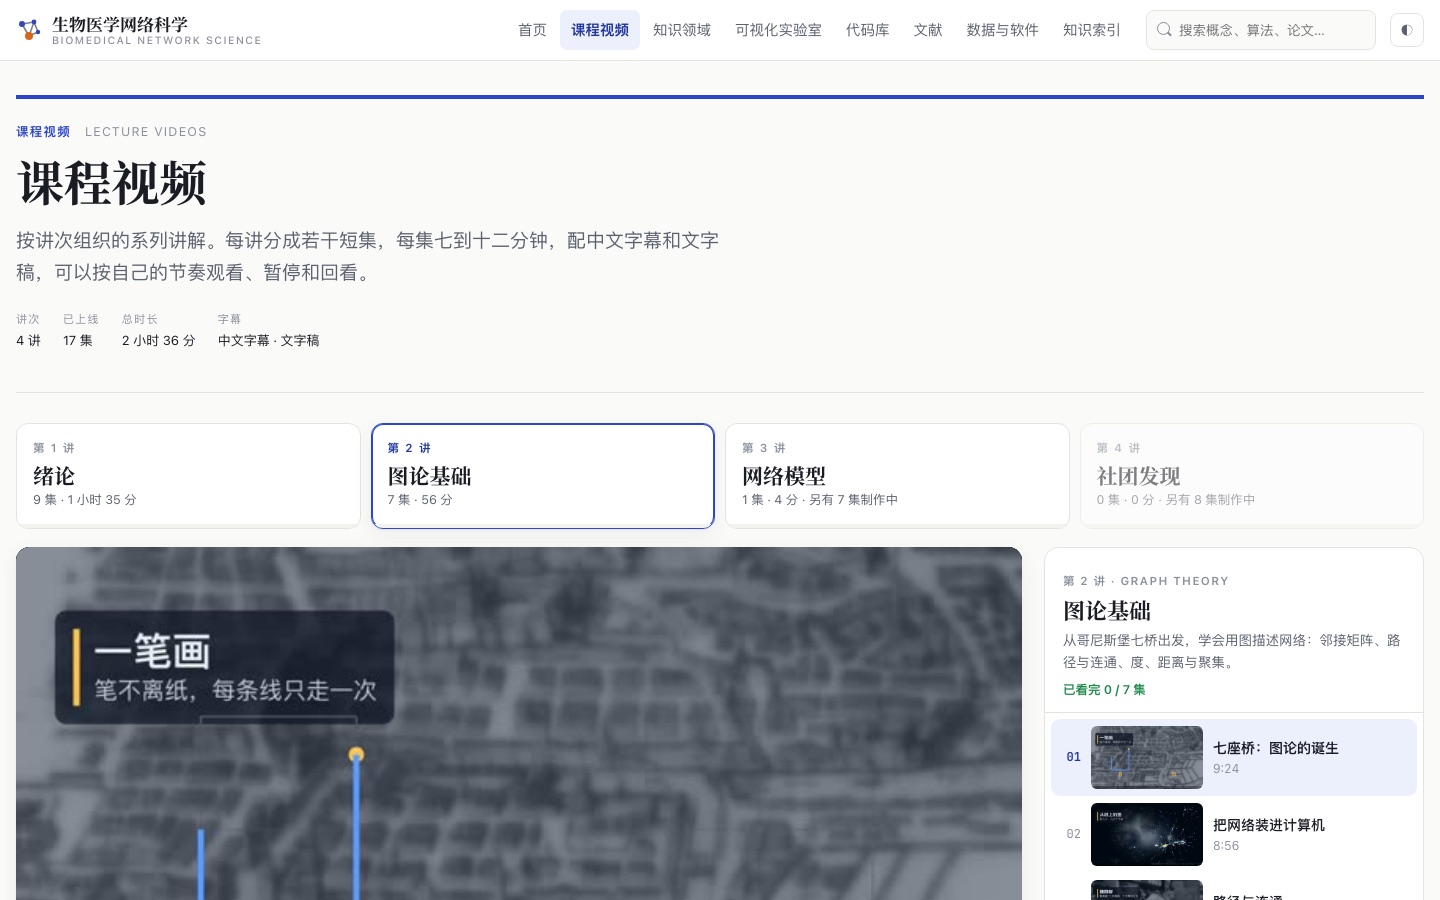 生物医学网络科学
BIOMEDICAL NETWORK SCIENCE
首页
课程视频
知识领域
可视化实验室
代码库
文献
数据与软件
知识索引
搜索概念、算法、论文...
课程视频 LECTURE VIDEOS
课程视频
按讲次组织的系列讲解。每讲分成若干短集，每集七到十二分钟，配中文字幕和文字
稿，可以按自己的节奏观看、暂停和回看。
讲次
4 讲
已上线
17 集
总时长
2 小时 36 分
字幕
中文字幕 · 文字稿
第 1 讲
绪论
9 集 · 1 小时 35 分
第 2 讲
图论基础
7 集 · 56 分
第 3 讲
网络模型
1 集 · 4 分 · 另有 7 集制作中
第 4 讲
社团发现
0 集 · 0 分 · 另有 8 集制作中
一笔画
笔不离纸，每条线只走一次
第 2 讲 · GRAPH THEORY
图论基础
从哥尼斯堡七桥出发，学会用图描述网络：邻接矩阵、路
径与连通、度、距离与聚集。
已看完 0 / 7 集
01
七座桥：图论的诞生
9:24
02
把网络装进计算机
8:56
路径与连通